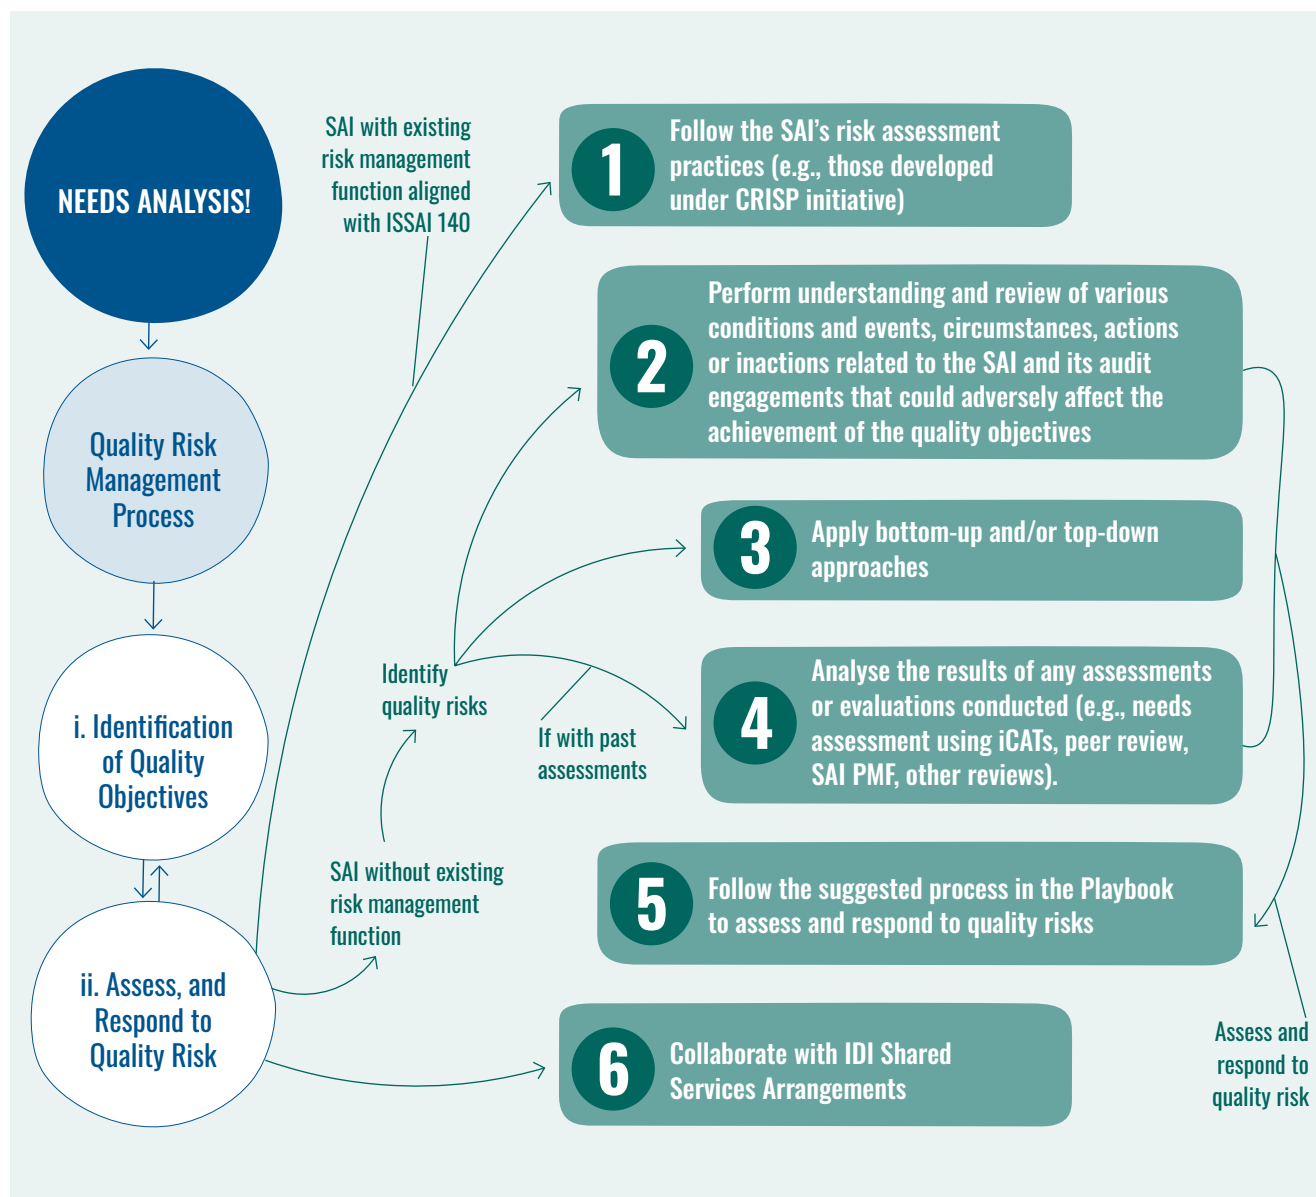 NEEDS ANALYSIS!
Quality Risk
Management
Process
i. Identification
of Quality
Objectives
ii. Assess, and
Respond to
Quality Risk
SAI with existing
risk management
function aligned
with ISSAI 140
SAI without existing
risk management
function
Identify
quality risks
If with past
assessments
1
Follow the SAI’s risk assessment
practices (e.g., those developed
under CRISP initiative)
2
Perform understanding and review of various
conditions and events, circumstances, actions
or inactions related to the SAI and its audit
engagements that could adversely affect the
achievement of the quality objectives
3
Apply bottom-up and/or top-down
approaches
4
Analyse the results of any assessments
or evaluations conducted (e.g., needs
assessment using iCATs, peer review,
SAI PMF, other reviews).
5
Follow the suggested process in the Playbook
to assess and respond to quality risks
6
Collaborate with IDI Shared
Services Arrangements
Assess and
respond to
quality risk